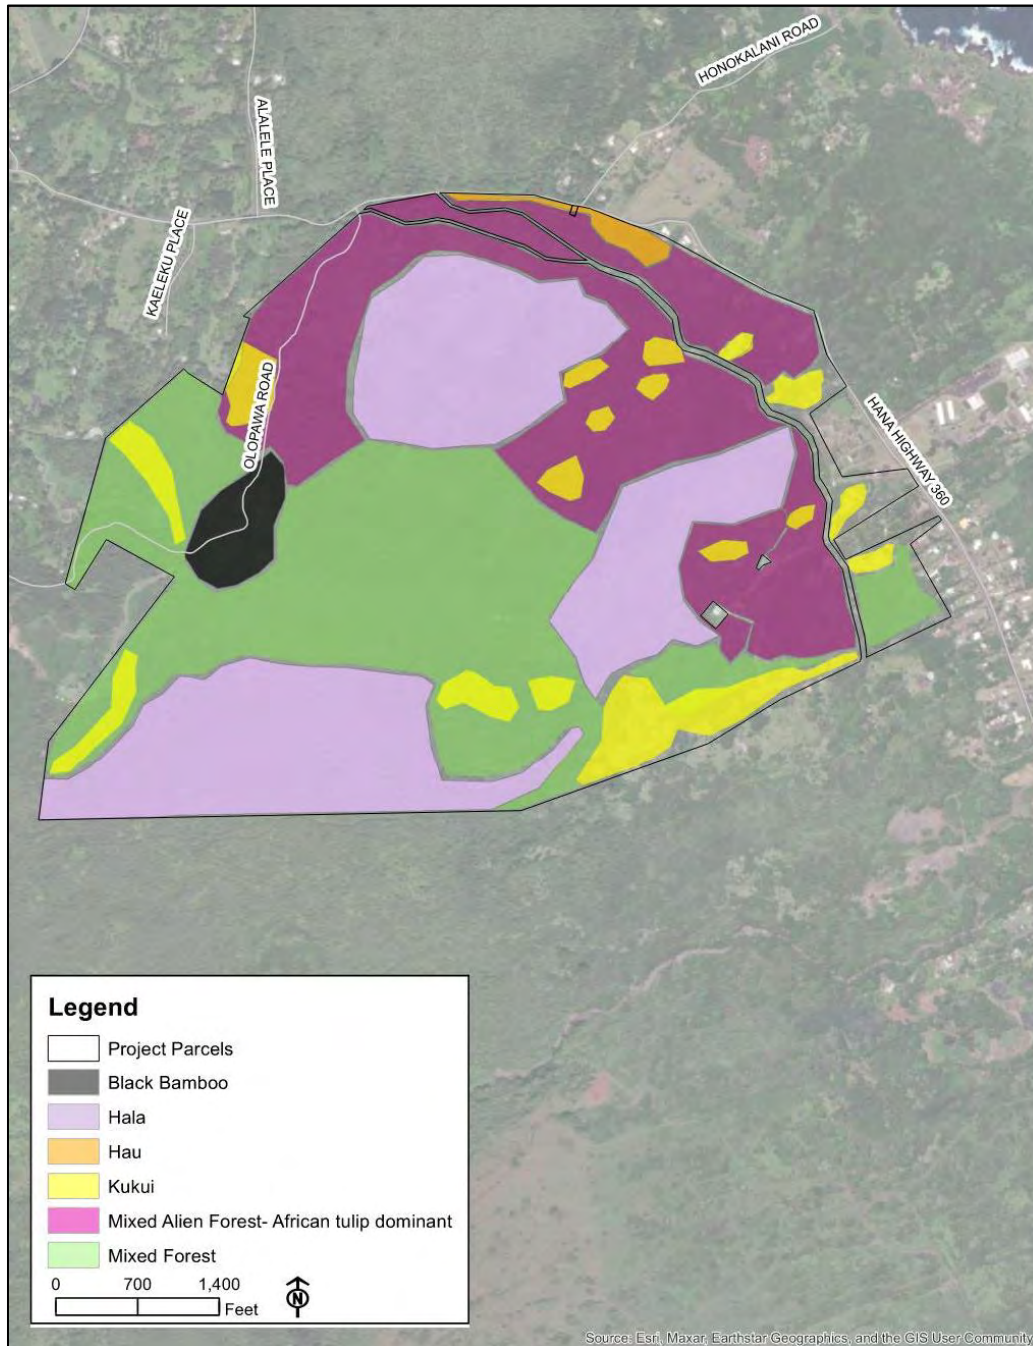 HONOKALANI ROAD
ALALELE PLACE
KAELEKU PLACE
OLOPAWA ROAD
HANA HIGHWAY 360
Legend
Project Parcels
Black Bamboo
Hala
Hau
Kukui
Mixed Alien Forest- African tulip dominant
Mixed Forest
0 700 1,400
Feet
N
Source: Esri, Maxar, Earthstar Geographics, and the GIS User Community